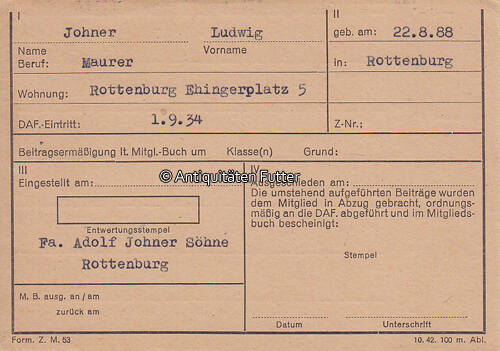 I
Johner Ludwig
Name Vorname
Beruf: Maurer
Wohnung: Rottenburg Ehingerplatz 5
DAF.-Eintritt: 1.9.34
II
geb. am: 22.8.88
in: Rottenburg
Z-Nr.:
Beitragsermäßigung lt. Mitgl.-Buch um Klasse(n) Grund:
III
Eingestellt am:
Entwertungsstempel
Fa. Adolf Johner Söhne
Rottenburg
M. B. ausg. an / am
zurück am
IV
Ausgeschieden am:
Die umstehend aufgeführten Beiträge wurden
dem Mitglied in Abzug gebracht, ordnungs-
mäßig an die DAF. abgeführt und im Mitglieds-
buch bescheinigt:
Stempel
Datum Unterschrift
© Antiquitäten Futter
Form. Z. M. 53 10. 42. 100 m. Abl.